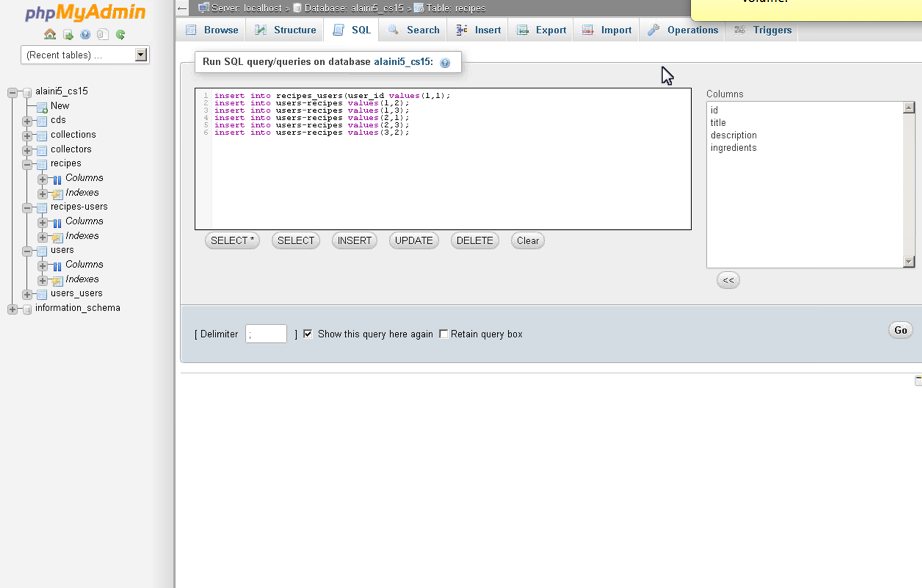 phpMyAdmin
(Recent tables) ...
alaini5_cs15
New
cds
collections
collectors
recipes
Columns
Indexes
recipes-users
Columns
Indexes
users
Columns
Indexes
users_users
information_schema
Server: localhost » Database: alaini5_cs15 » Table: recipes
Browse Structure SQL Search Insert Export Import Operations Triggers
Run SQL query/queries on database alaini5_cs15:
1 insert into recipes_users(user_id values(1,1);
2 insert into users-recipes values(1,2);
3 insert into users-recipes values(1,3);
4 insert into users-recipes values(2,1);
5 insert into users-recipes values(2,3);
6 insert into users-recipes values(3,2);
Columns
id
title
description
ingredients
SELECT * SELECT INSERT UPDATE DELETE Clear
<<
[ Delimiter ; ] Show this query here again Retain query box
Go